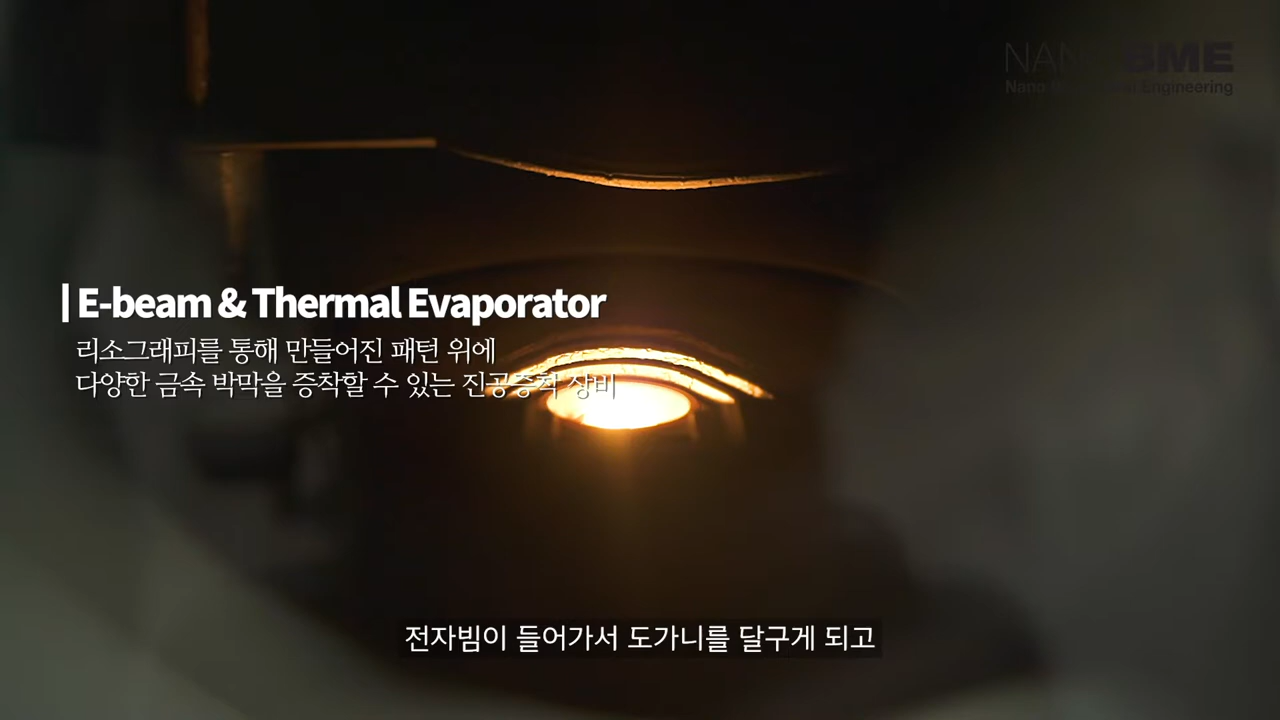 BME
Engineering
| E-beam & Thermal Evaporator
리소그래피를 통해 만들어진 패턴 위에
다양한 금속 박막을 증착할 수 있는 진공증착 장비
전자빔이 들어가서 도가니를 달구게 되고